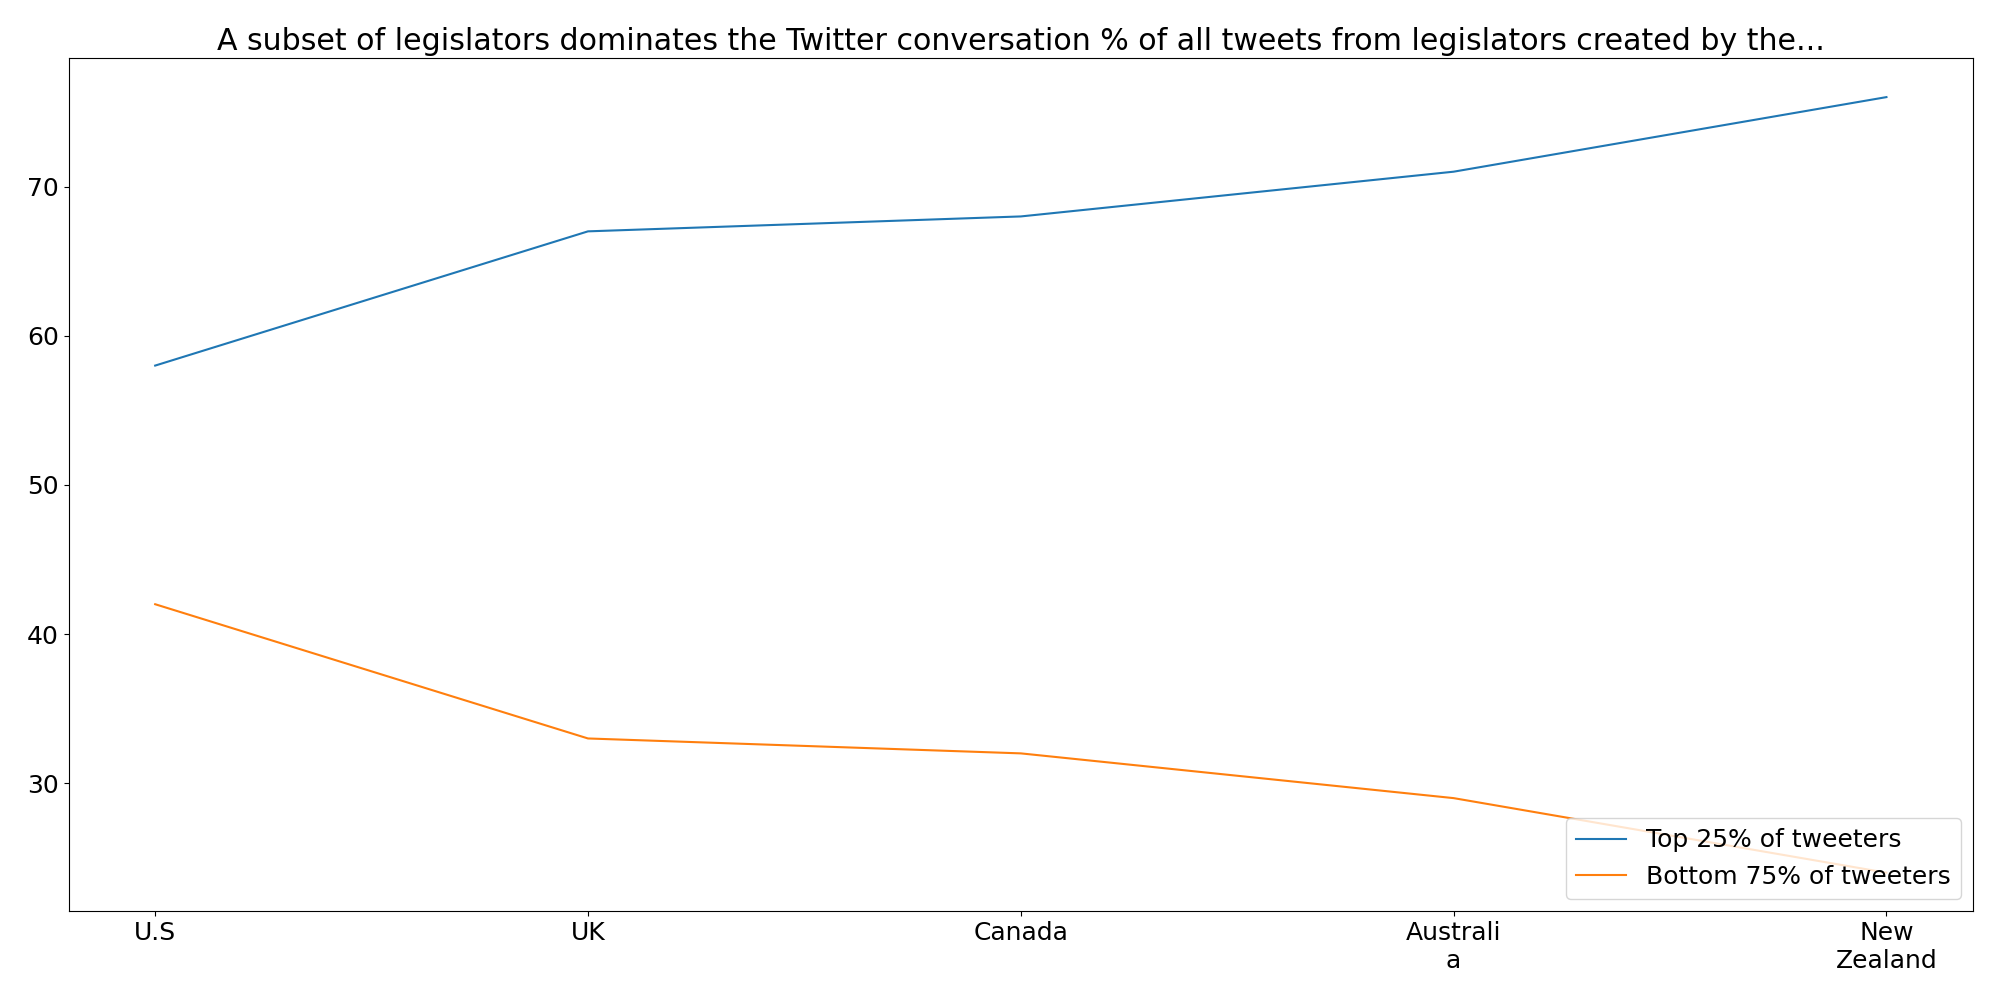 A subset of legislators dominates the Twitter conversation % of all tweets from legislators created by the...
70
60
50
40
30
Top 25% of tweeters
Bottom 75% of tweeters
U.S
UK
Canada
Australi
a
New
Zealand